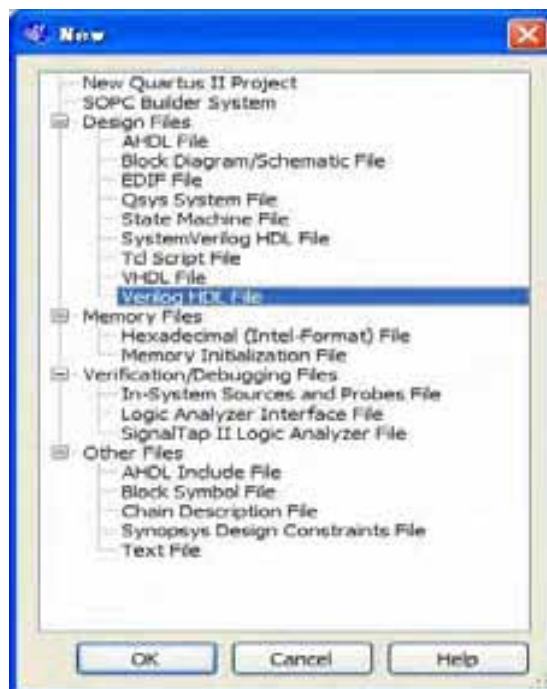 New
New Quartus II Project
SOPC Builder System
Design Files
AHDL File
Block Diagram/Schematic File
EDIF File
Qsys System File
State Machine File
SystemVerilog HDL File
Tcl Script File
VHDL File
Verilog HDL File
Memory Files
Hexadecimal (Intel-Format) File
Memory Initialization File
Verification/Debugging Files
In-System Sources and Probes File
Logic Analyzer Interface File
SignalTap II Logic Analyzer File
Other Files
AHDL Include File
Block Symbol File
Chain Description File
Synopsys Design Constraints File
Text File
OK Cancel Help